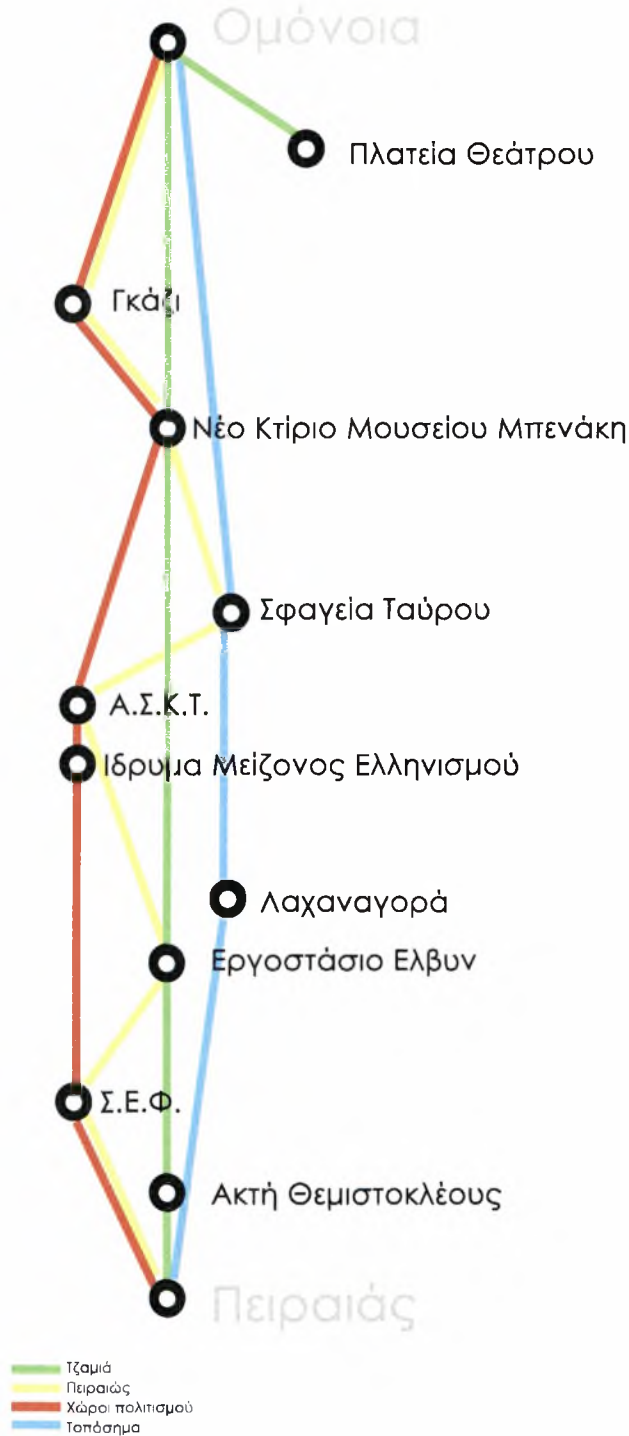 Ομόνοια
Πλατεία Θεάτρου
Γκάζι
Νέο Κτίριο Μουσείου Μπενάκη
Σφαγεία Ταύρου
Α.Σ.Κ.Τ.
Ιδρυμα Μείζονος Ελληνισμού
Λαχαναγορά
Εργοστάσιο Ελβυν
Σ.Ε.Φ.
Ακτή Θεμιστοκλέους
Πειραιάς
Τζαμιά
Πειραιώς
Χώροι πολιτισμού
Τοπόσημα